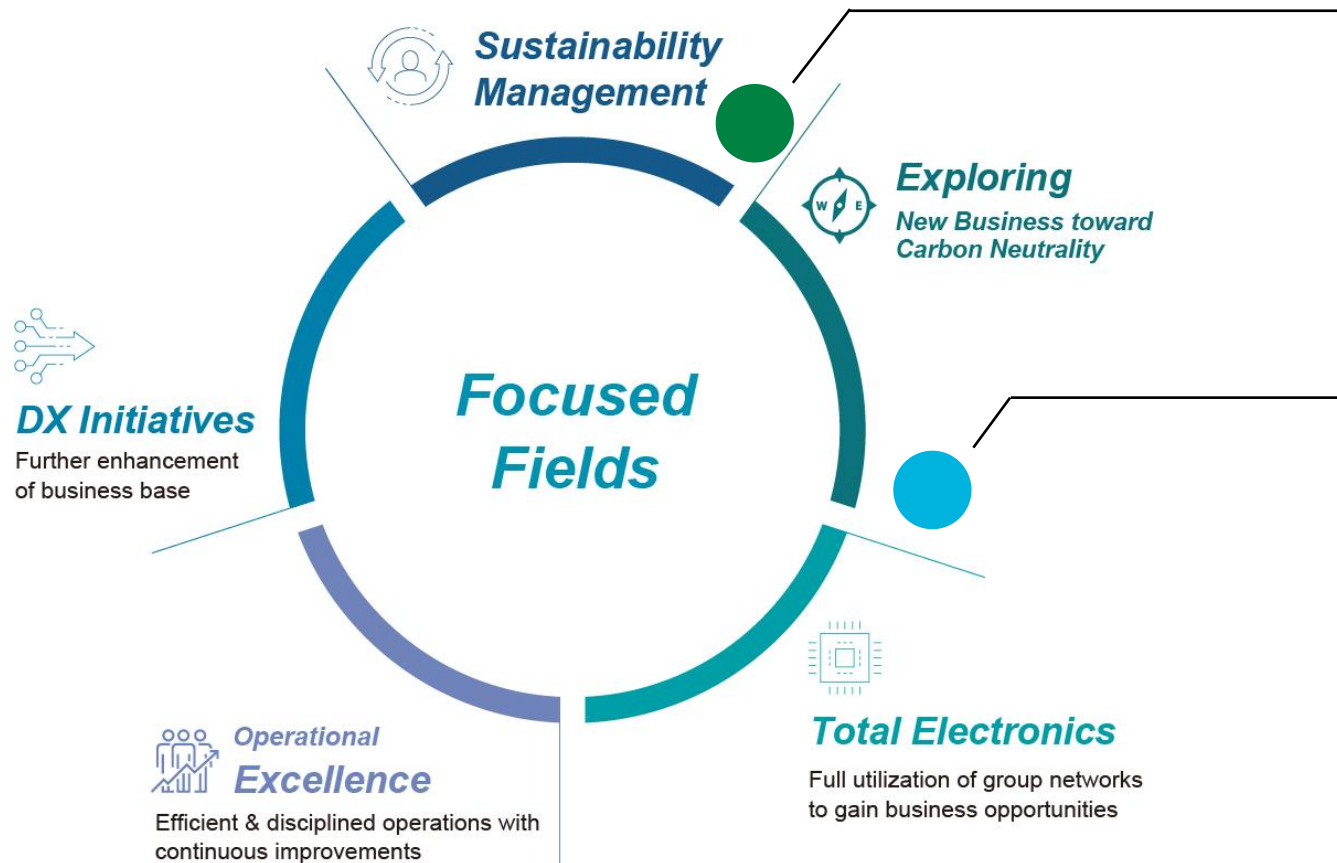 Sustainability
Management
W E
Exploring
New Business toward
Carbon Neutrality
DX Initiatives
Further enhancement
of business base
Focused
Fields
Total Electronics
Full utilization of group networks
to gain business opportunities
Operational
Excellence
Efficient & disciplined operations with
continuous improvements